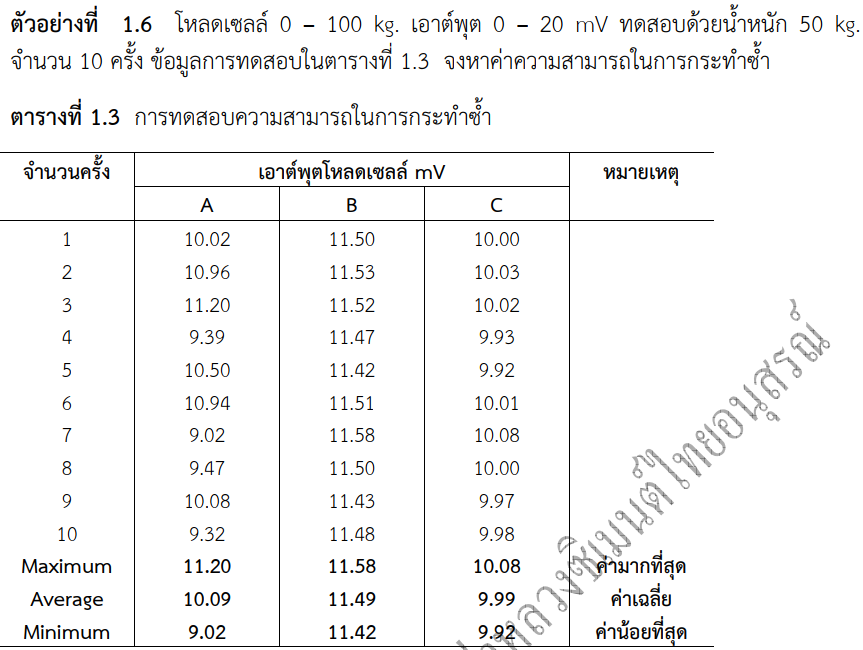 ตัวอย่างที่ 1.6 โหลดเซลล์ 0 – 100 kg. เอาต์พุต 0 – 20 mV ทดสอบด้วยน้ำหนัก 50 kg.
จำนวน 10 ครั้ง ข้อมูลการทดสอบในตารางที่ 1.3 จงหาค่าความสามารถในการกระทำซ้ำ
ตารางที่ 1.3 การทดสอบความสามารถในการกระทำซ้ำ
จำนวนครั้ง เอาต์พุตโหลดเซลล์ mV หมายเหตุ
A B C
1 10.02 11.50 10.00
2 10.96 11.53 10.03
3 11.20 11.52 10.02
4 9.39 11.47 9.93
5 10.50 11.42 9.92
6 10.94 11.51 10.01
7 9.02 11.58 10.08
8 9.47 11.50 10.00
9 10.08 11.43 9.97
10 9.32 11.48 9.98
Maximum 11.20 11.58 10.08 ค่ามากที่สุด
Average 10.09 11.49 9.99 ค่าเฉลี่ย
Minimum 9.02 11.42 9.92 ค่าน้อยที่สุด
หลวงซิเมนต์ไทยอนุสรณ์